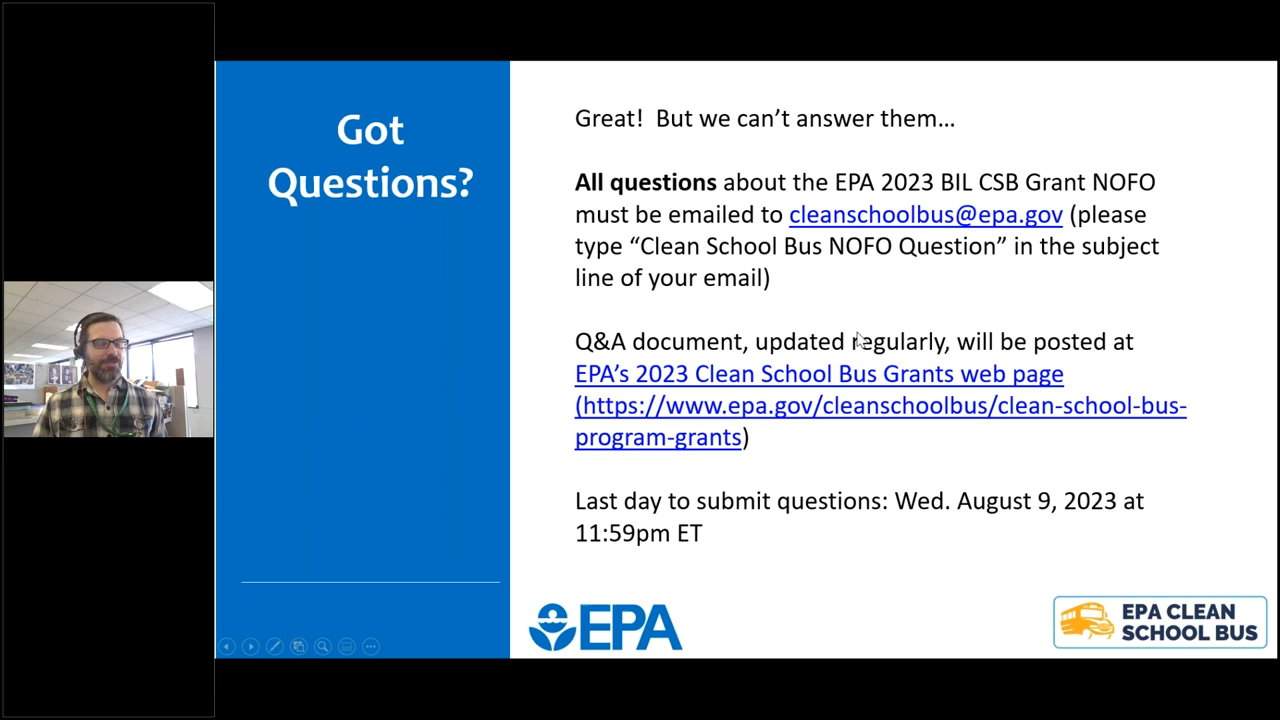 Got
Questions?
Great!  But we can't answer them…
All questions about the EPA 2023 BIL CSB Grant NOFO
must be emailed to cleanschoolbus@epa.gov (please
type “Clean School Bus NOFO Question” in the subject
line of your email)
Q&A document, updated regularly, will be posted at
EPA’s 2023 Clean School Bus Grants web page
(https://www.epa.gov/cleanschoolbus/clean-school-bus-
program-grants)
Last day to submit questions: Wed. August 9, 2023 at
11:59pm ET
EPA
EPA CLEAN
SCHOOL BUS